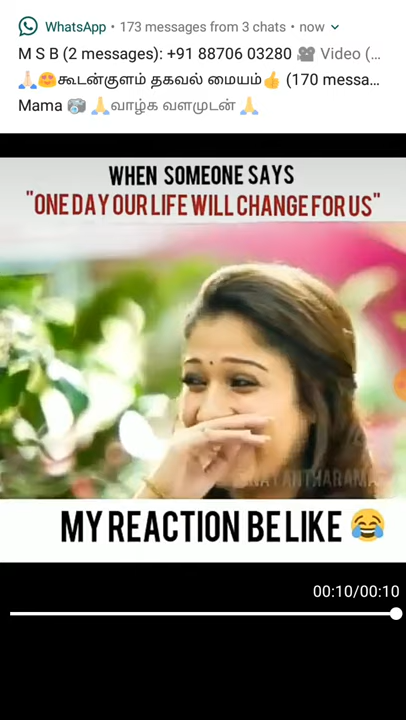 WhatsApp • 173 messages from 3 chats • now
M S B (2 messages): +91 88706 03280 🎥 Video (...
🙏🏻😍கூடன்குளம் தகவல் மையம்👍 (170 messa...
Mama 📷 🙏வாழ்க வளமுடன் 🙏
WHEN SOMEONE SAYS
"ONE DAY OUR LIFE WILL CHANGE FOR US"
NAYANTHARAMA
MY REACTION BE LIKE 😂
00:10/00:10